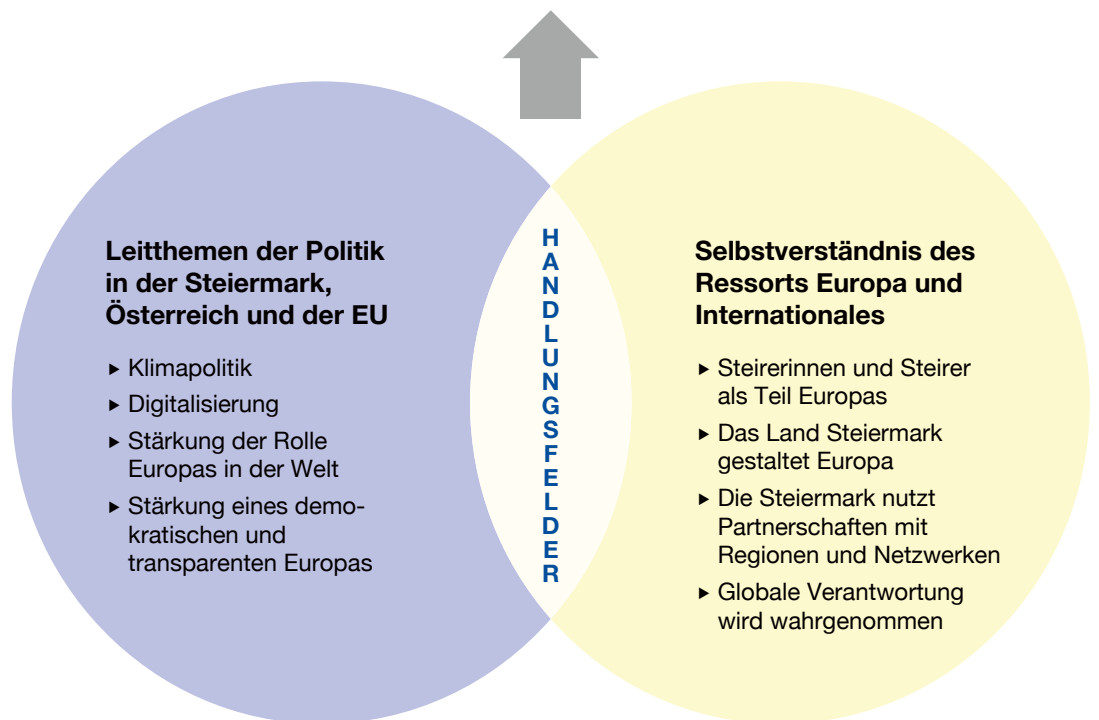 Leitthemen der Politik
in der Steiermark,
Österreich und der EU
▸ Klimapolitik
▸ Digitalisierung
▸ Stärkung der Rolle
Europas in der Welt
▸ Stärkung eines demo-
kratischen und
transparenten Europas
HANDLUNGSFELDER
Selbstverständnis des
Ressorts Europa und
Internationales
▸ Steirerinnen und Steirer
als Teil Europas
▸ Das Land Steiermark
gestaltet Europa
▸ Die Steiermark nutzt
Partnerschaften mit
Regionen und Netzwerken
▸ Globale Verantwortung
wird wahrgenommen